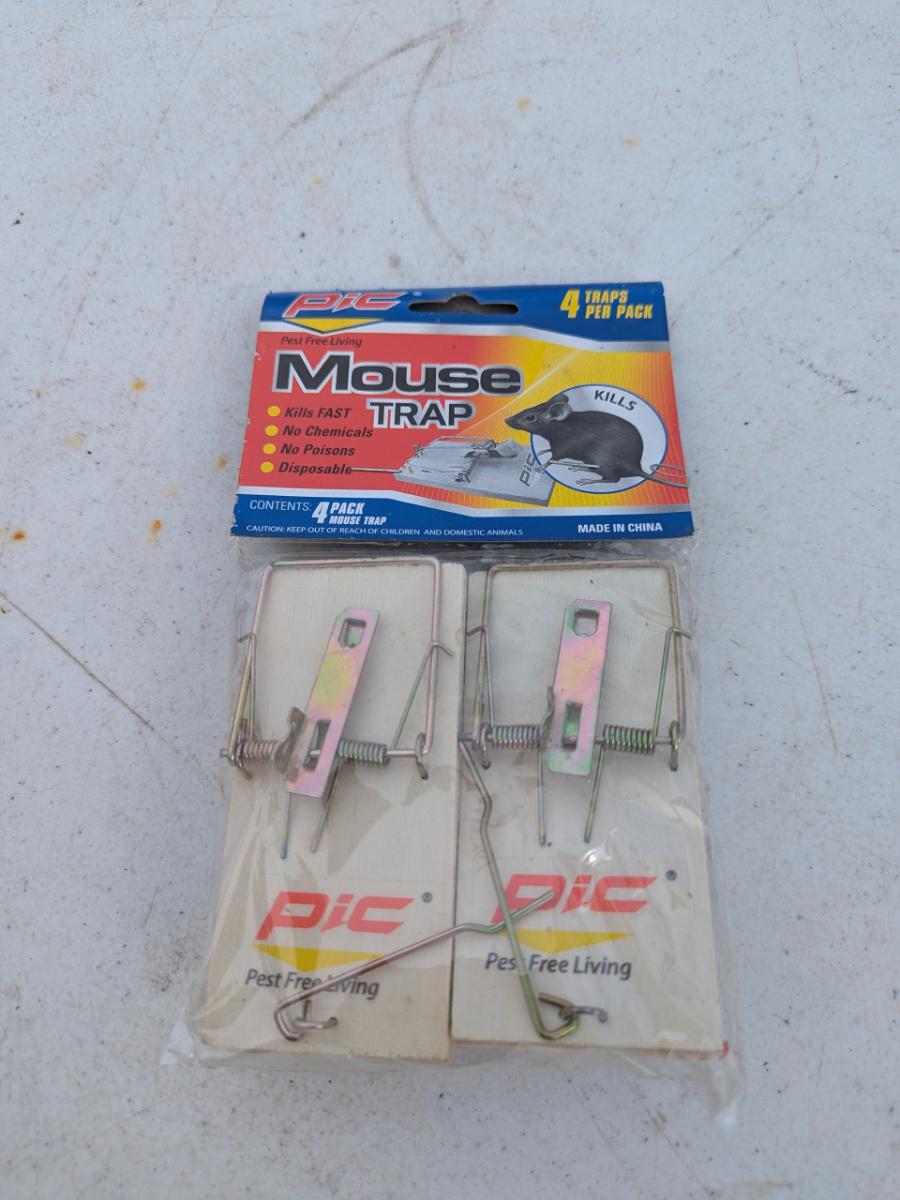 PiC ®
4 TRAPS PER PACK
Pest Free Living
MOUSE
TRAP
KILLS
Kills FAST
No Chemicals
No Poisons
Disposable
PiC
CONTENTS: 4 PACK MOUSE TRAP
CAUTION: KEEP OUT OF REACH OF CHILDREN AND DOMESTIC ANIMALS
MADE IN CHINA
PiC ®
Pest Free Living
PiC ®
Pest Free Living